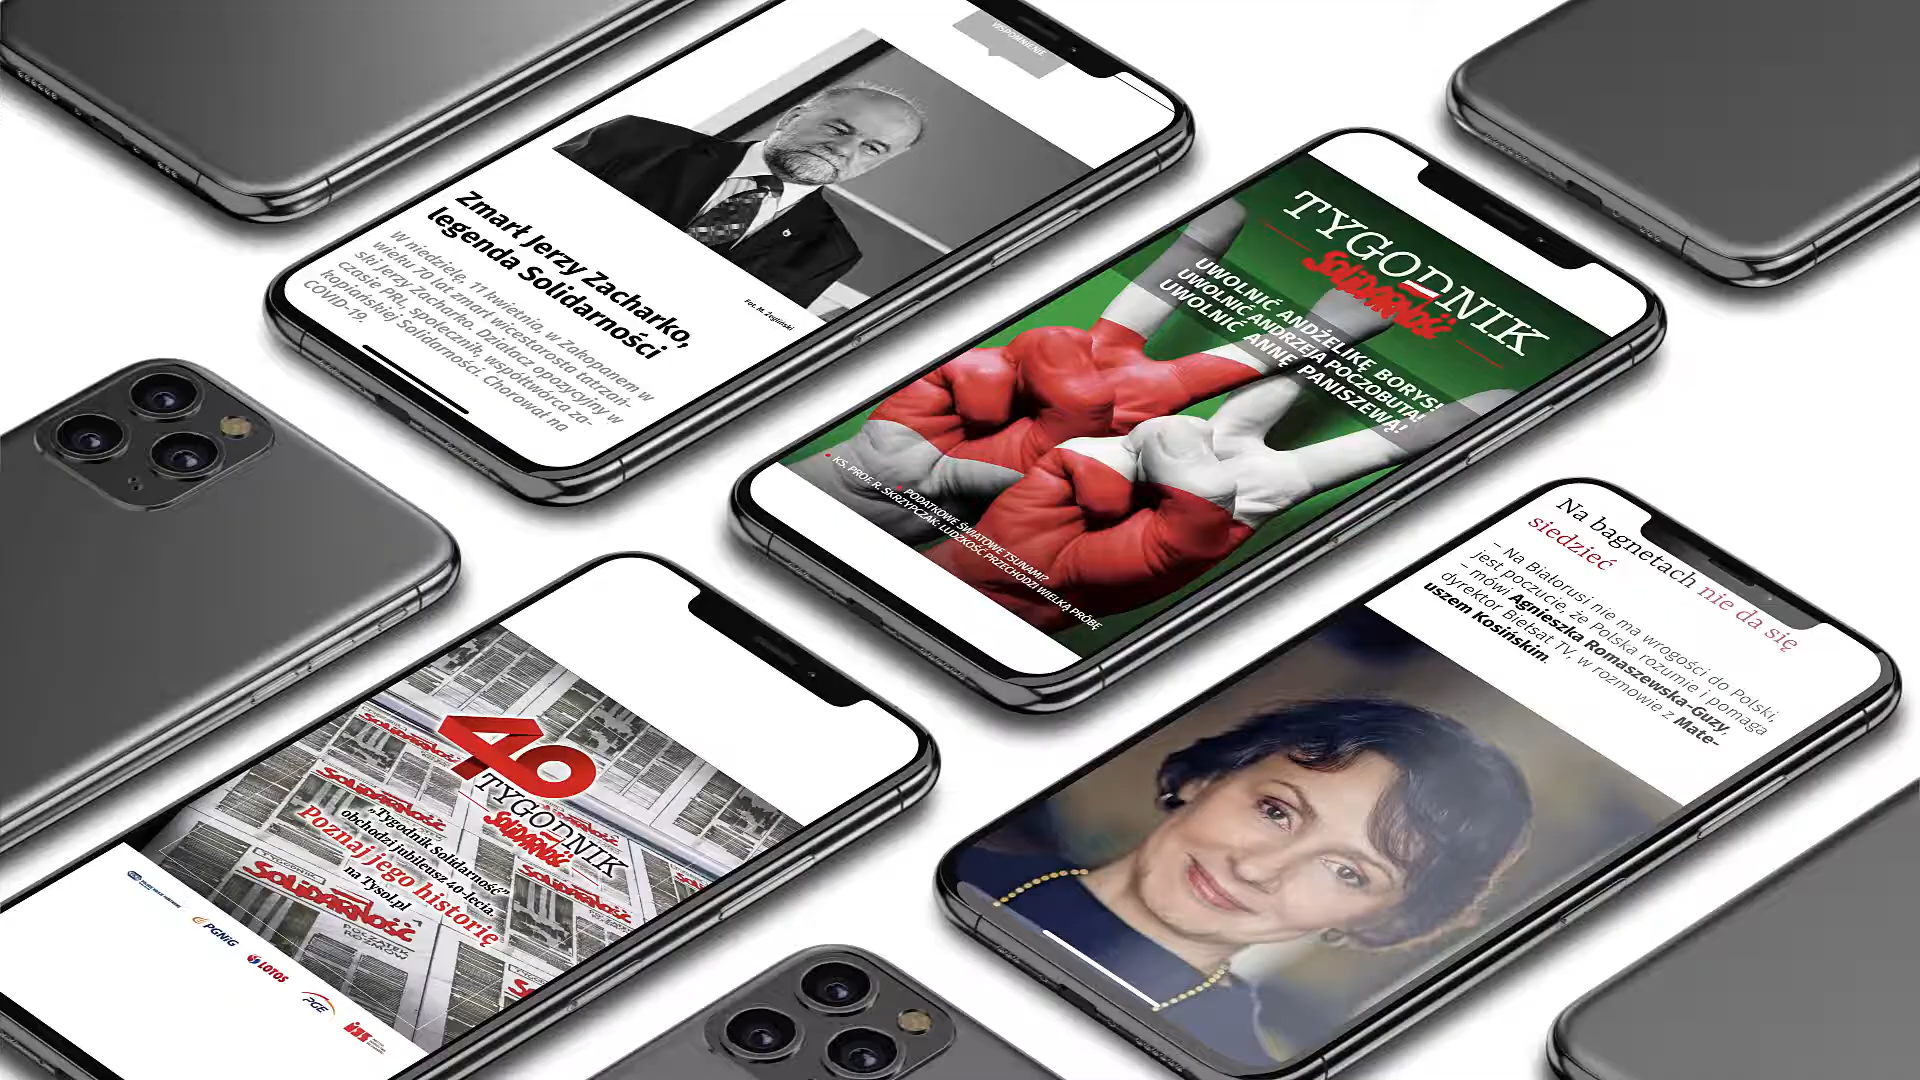 WSPOMNIENIE
Fot. M. Żegliński
Zmarł Jerzy Zacharko,
legenda Solidarności
W niedzielę, 11 kwietnia, w Zakopanem w
wieku 70 lat zmarł wicestarosta tatrzań-
ski Jerzy Zacharko. Działacz opozycyjny w
czasie PRL, społecznik, współtwórca za-
kopiańskiej Solidarności. Chorował na
COVID-19.
TYGODNIK
Solidarność
UWOLNIĆ ANDŻELIKĘ BORYS!
UWOLNIĆ ANDRZEJA POCZOBUTA!
UWOLNIĆ ANNĘ PANISZEWĄ!
• PODATKOWE ŚWIATOWE TSUNAMI?
• KS. PROF. R. SKRZYPCZAK: LUDZKOŚĆ PRZECHODZI WIELKĄ PRÓBĘ
40
TYGODNIK
Solidarność
„Tygodnik Solidarność”
obchodzi jubileusz 40-lecia.
Poznaj jego historię
na Tysol.pl
Solidarność
POCZĄTEK
ROZMÓW
PGNiG
LOTOS
PGE
Na bagnetach nie da się
siedzieć
– Na Białorusi nie ma wrogości do Polski,
jest poczucie, że Polska rozumie i pomaga
– mówi Agnieszka Romaszewska-Guzy,
dyrektor Biełsat TV, w rozmowie z Mate-
uszem Kosińskim.